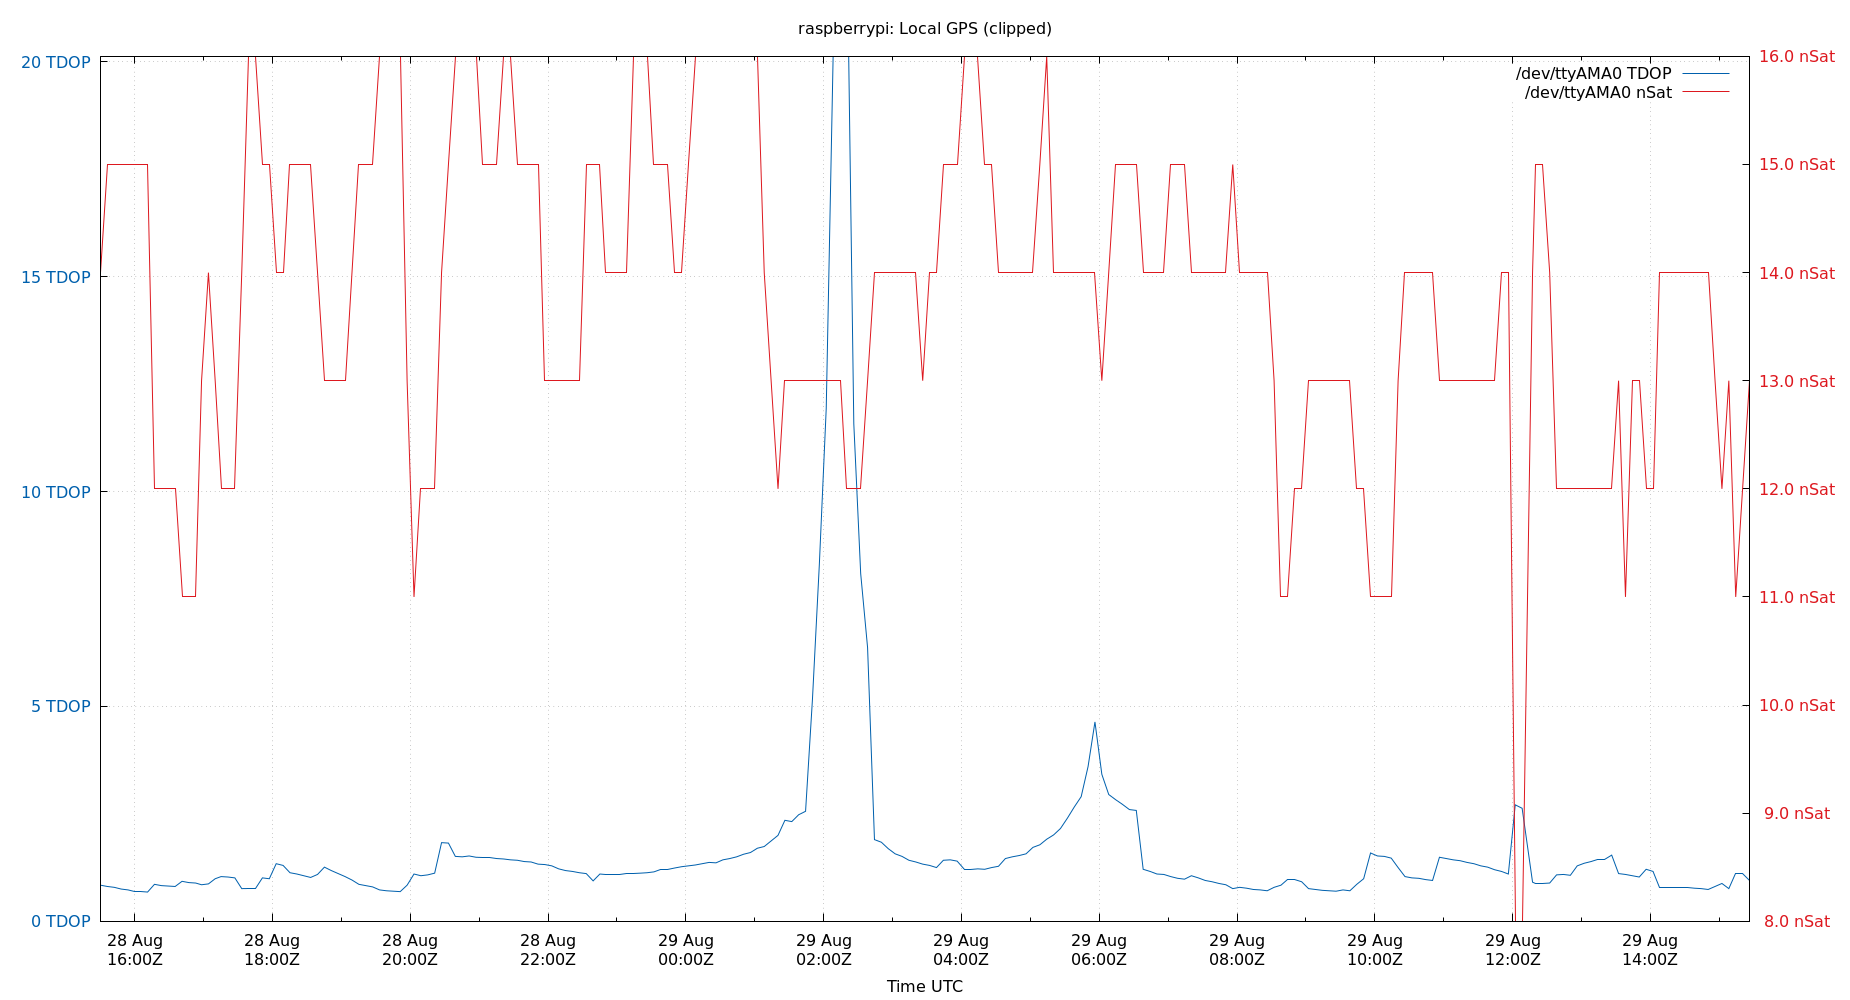 raspberrypi: Local GPS (clipped)
/dev/ttyAMA0 TDOP
/dev/ttyAMA0 nSat
20 TDOP
15 TDOP
10 TDOP
5 TDOP
0 TDOP
16.0 nSat
15.0 nSat
14.0 nSat
13.0 nSat
12.0 nSat
11.0 nSat
10.0 nSat
9.0 nSat
8.0 nSat
28 Aug
16:00Z
28 Aug
18:00Z
28 Aug
20:00Z
28 Aug
22:00Z
29 Aug
00:00Z
29 Aug
02:00Z
29 Aug
04:00Z
29 Aug
06:00Z
29 Aug
08:00Z
29 Aug
10:00Z
29 Aug
12:00Z
29 Aug
14:00Z
Time UTC